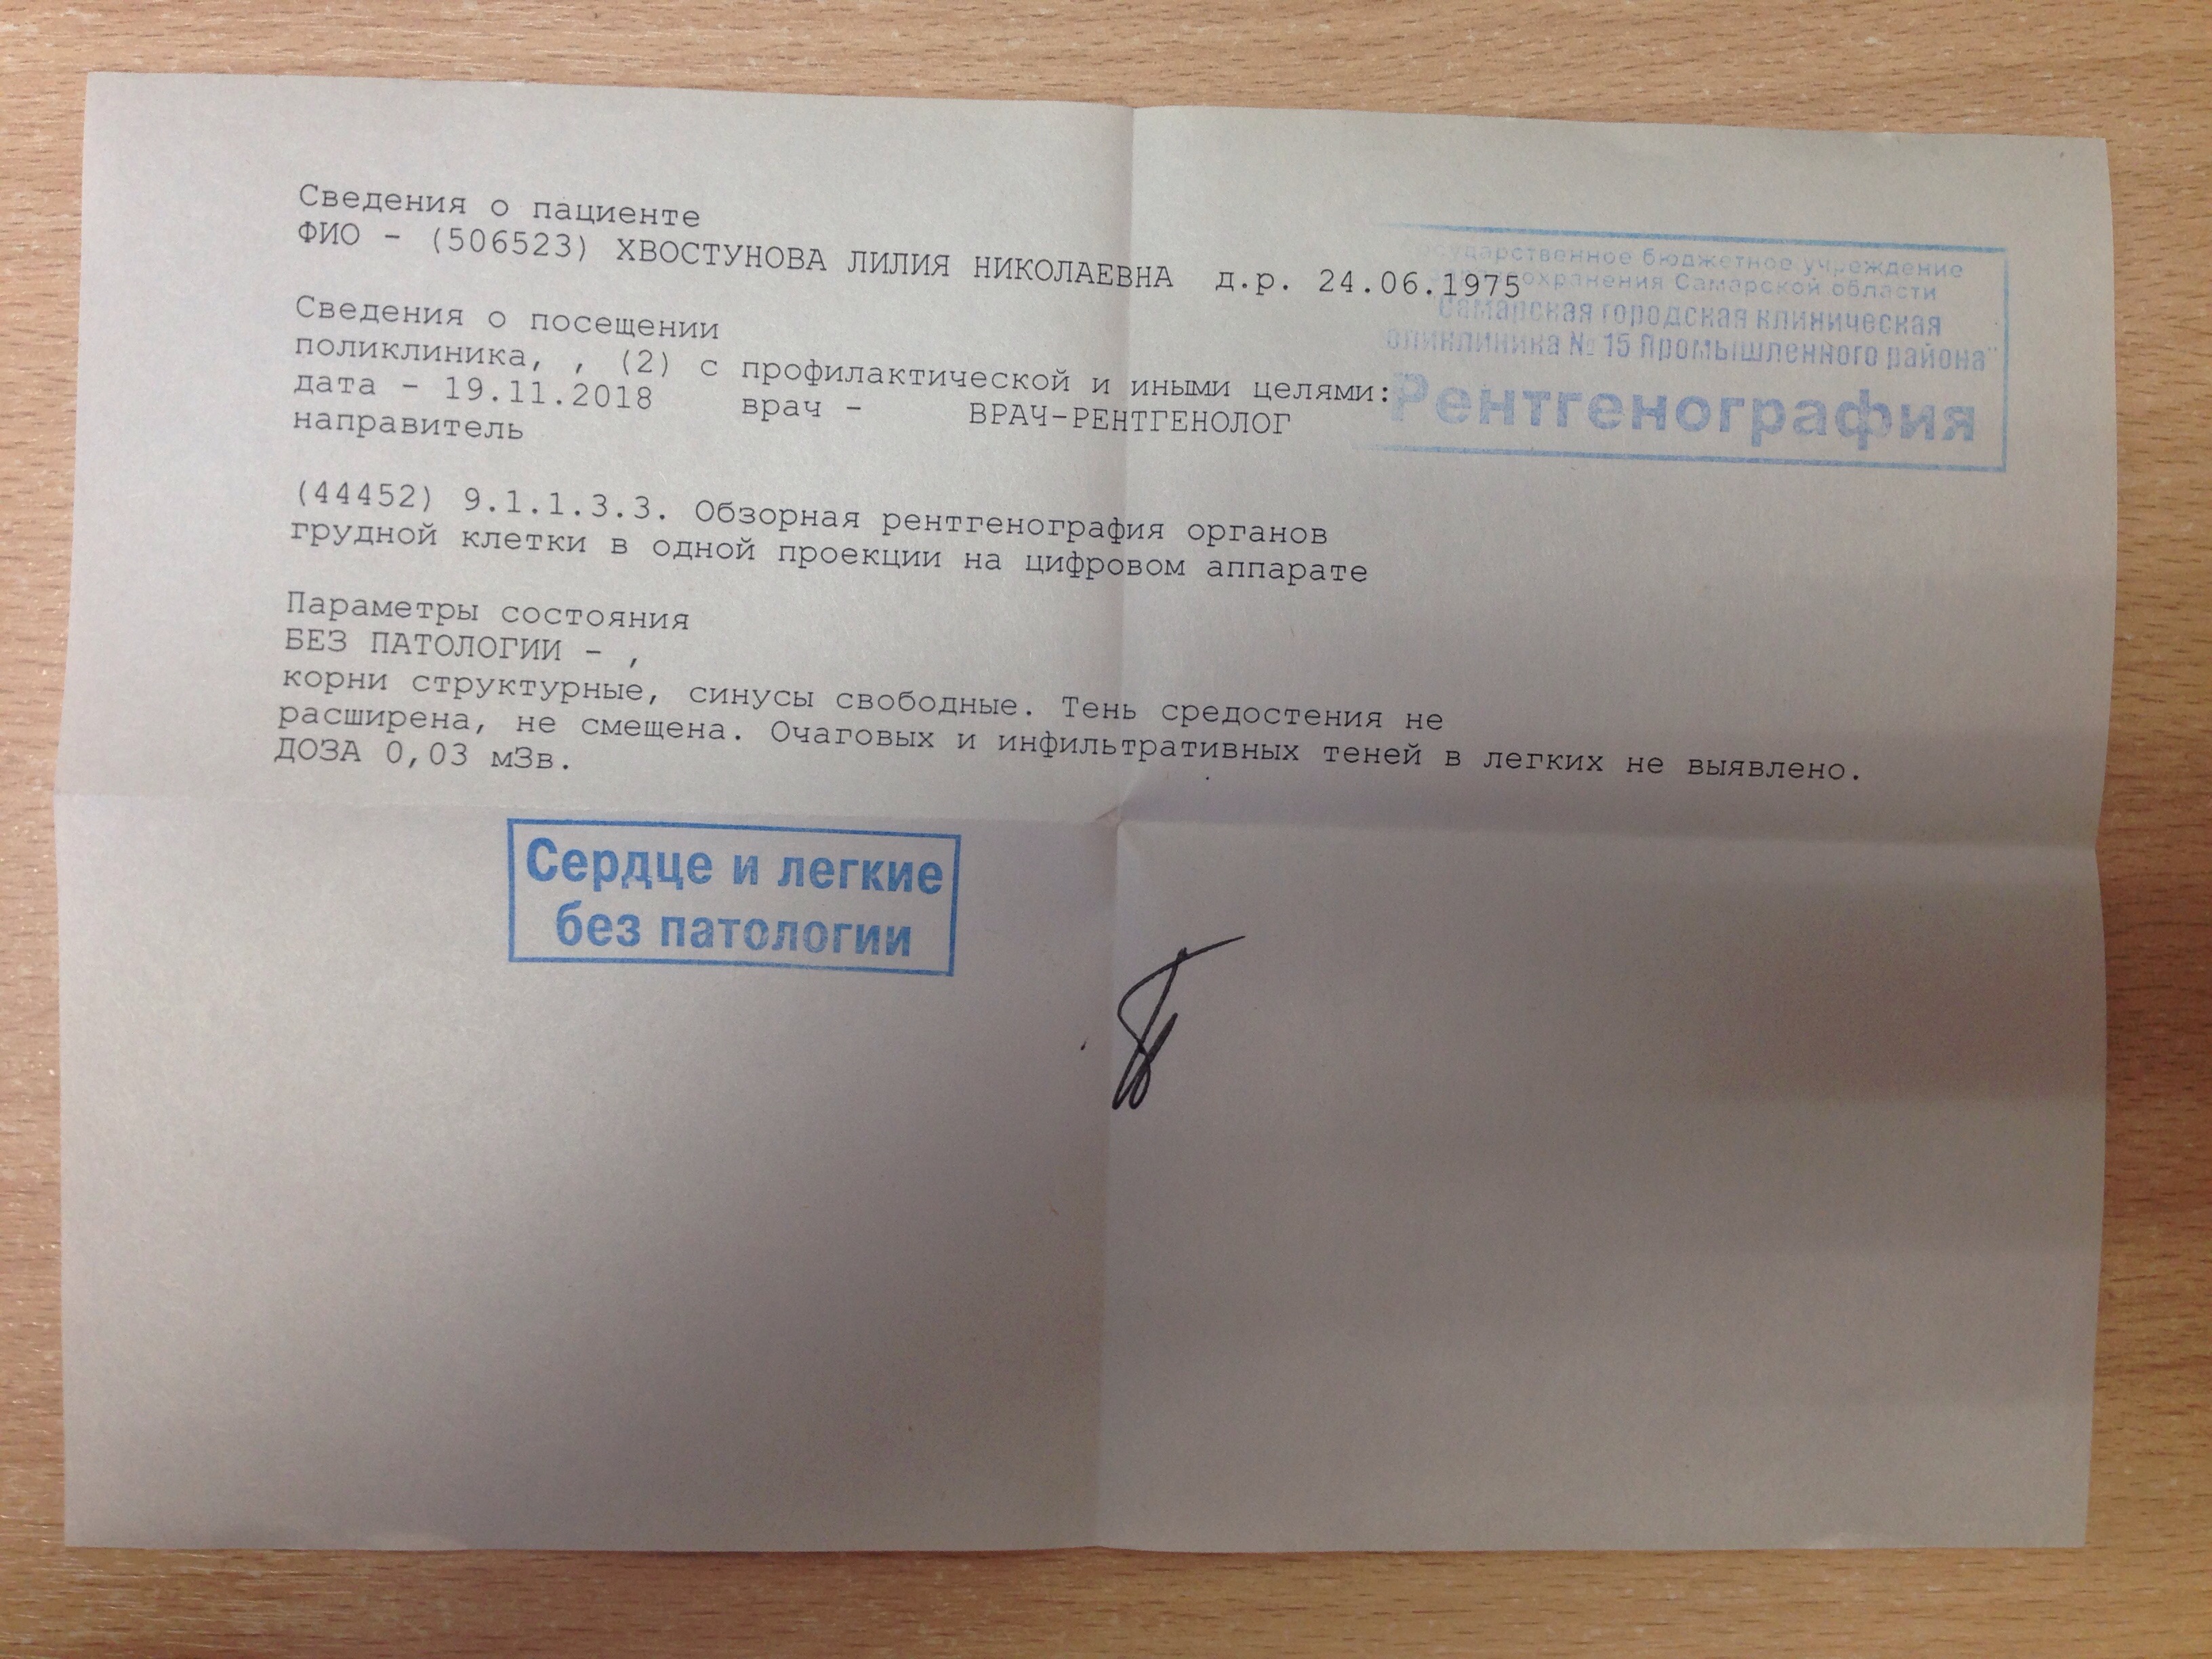 Сведения о пациенте
ФИО - (506523) ХВОСТУНОВА ЛИЛИЯ НИКОЛАЕВНА д.р. 24.06.1975
Государственное бюджетное учреждение
здравоохранения Самарской области
"Самарская городская клиническая
поликлиника № 15 Промышленного района"
Рентгенография
Сведения о посещении
поликлиника, , (2) с профилактической и иными целями:
дата - 19.11.2018 врач - ВРАЧ-РЕНТГЕНОЛОГ
направитель
(44452) 9.1.1.3.3. Обзорная рентгенография органов
грудной клетки в одной проекции на цифровом аппарате
Параметры состояния
БЕЗ ПАТОЛОГИИ - ,
корни структурные, синусы свободные. Тень средостения не
расширена, не смещена. Очаговых и инфильтративных теней в легких не выявлено.
ДОЗА 0,03 мЗв.
Сердце и легкие
без патологии